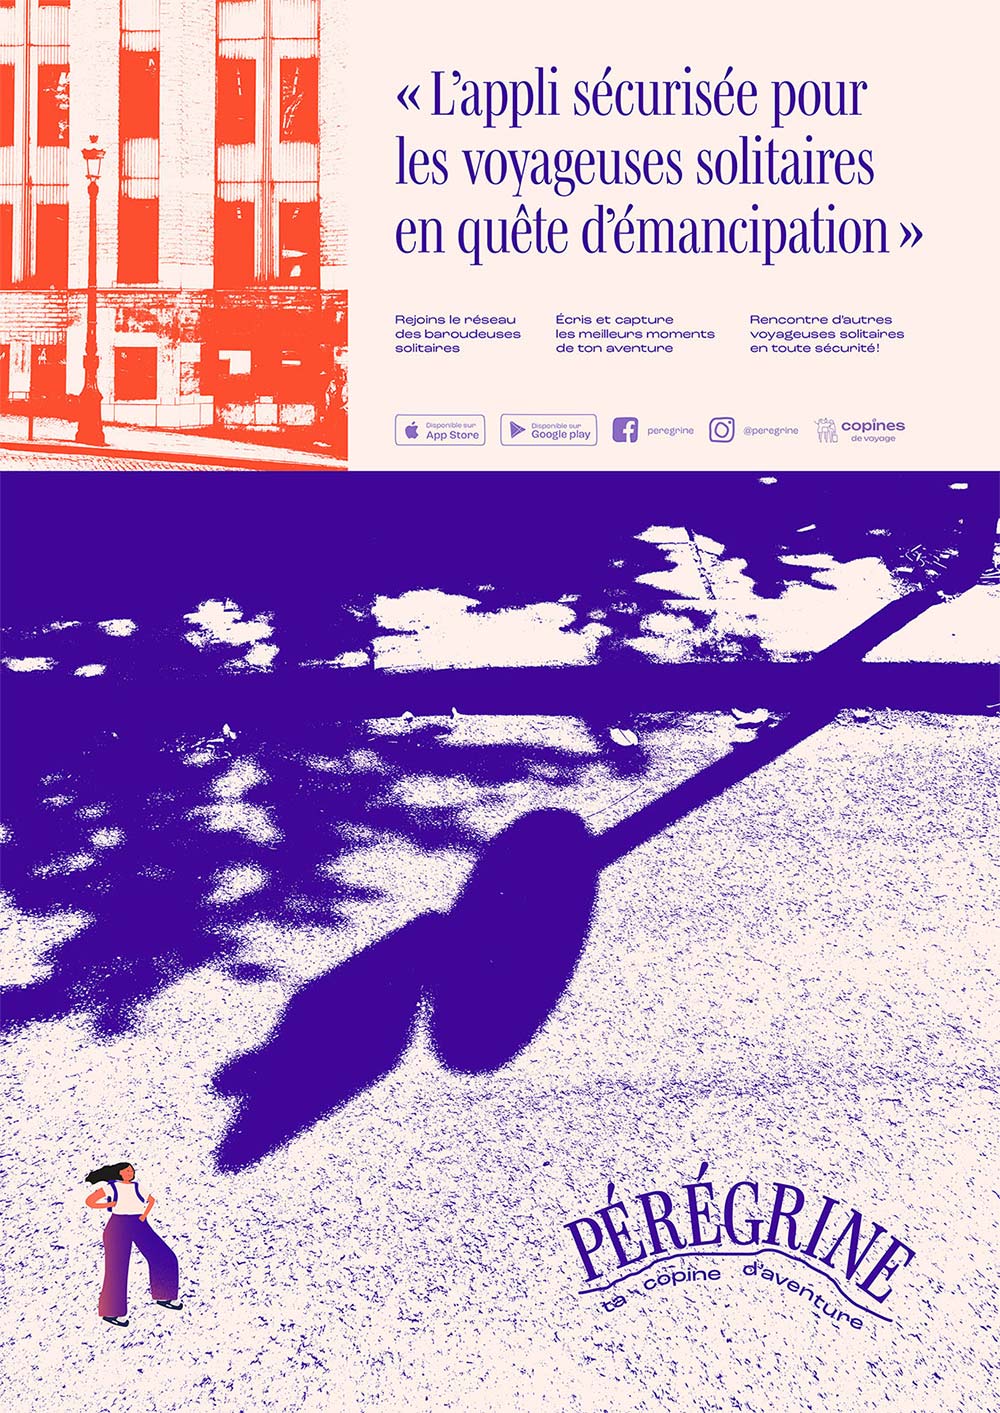 « L’appli sécurisée pour
les voyageuses solitaires
en quête d’émancipation »
Rejoins le réseau
des baroudeuses
solitaires
Écris et capture
les meilleurs moments
de ton aventure
Rencontre d’autres
voyageuses solitaires
en toute sécurité!
Disponible sur
App Store
Disponible sur
Google play
peregrine
@peregrine
copines
de voyage
PÉRÉGRINE
ta copine d’aventure